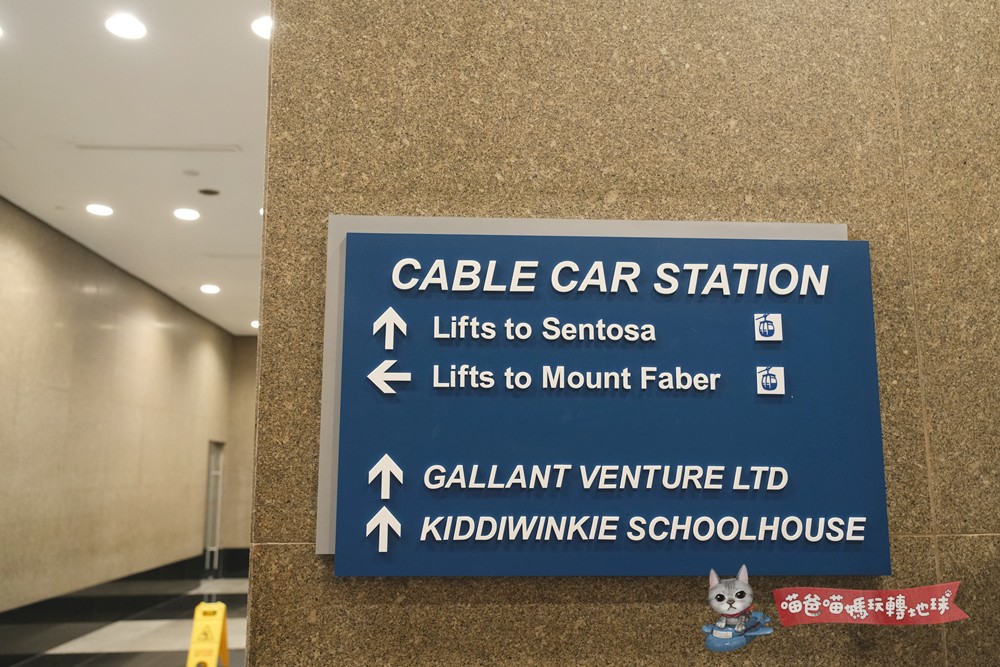 CABLE CAR STATION
Lifts to Sentosa
Lifts to Mount Faber
GALLANT VENTURE LTD
KIDDIWINKIE SCHOOLHOUSE
喵爸喵媽玩轉地球